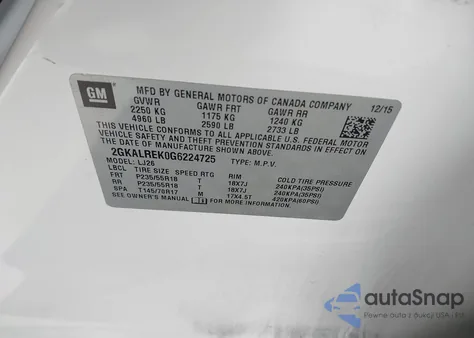 GM
MFD BY GENERAL MOTORS OF CANADA COMPANY 12/15
GVWR GAWR FRT GAWR RR
2250 KG 1175 KG 1240 KG
4960 LB 2590 LB 2733 LB
THIS VEHICLE CONFORMS TO ALL APPLICABLE U.S. FEDERAL MOTOR
VEHICLE SAFETY AND THEFT PREVENTION STANDARDS IN EFFECT ON
THE DATE OF MANUFACTURE SHOWN ABOVE.
2GKALREK0G6224725 TYPE: M.P.V.
MODEL: LJ26
LBCL TIRE SIZE SPEED RTG RIM COLD TIRE PRESSURE
FRT P235/55R18 T 18X7J 240KPA(35PSI)
RR P235/55R18 T 18X7J 240KPA(35PSI)
SPA T145/70R17 M 17X4.5T 420KPA(60PSI)
SEE OWNER'S MANUAL
autoSnap
Dane z aukcji USA i EU